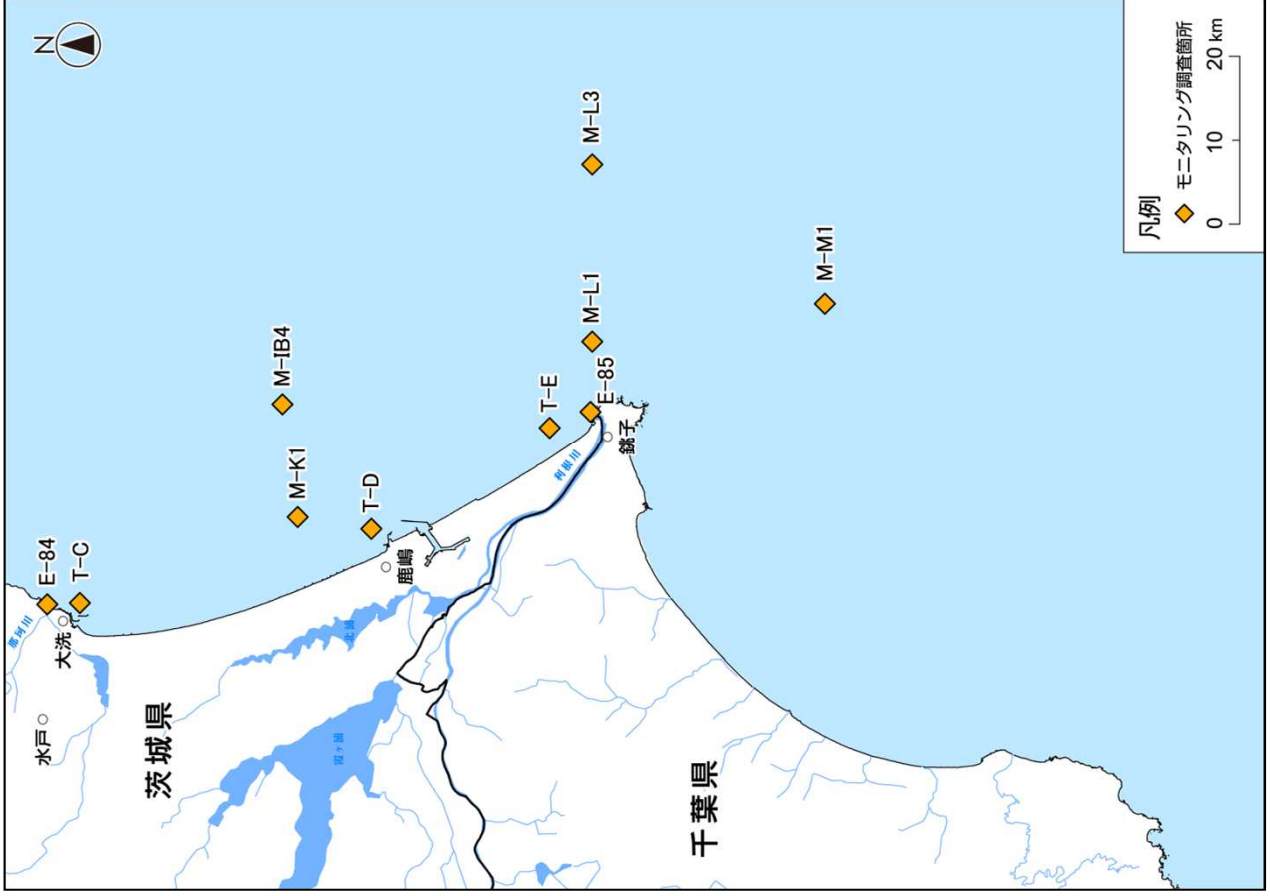 N
E-84
那珂川
T-C
大洗
水戸
茨城県
M-IB4
M-K1
T-D
鹿嶋
北浦
霞ヶ浦
M-L3
M-L1
T-E
E-85
利根川
銚子
M-M1
千葉県
凡例
モニタリング調査箇所
0 10 20 km